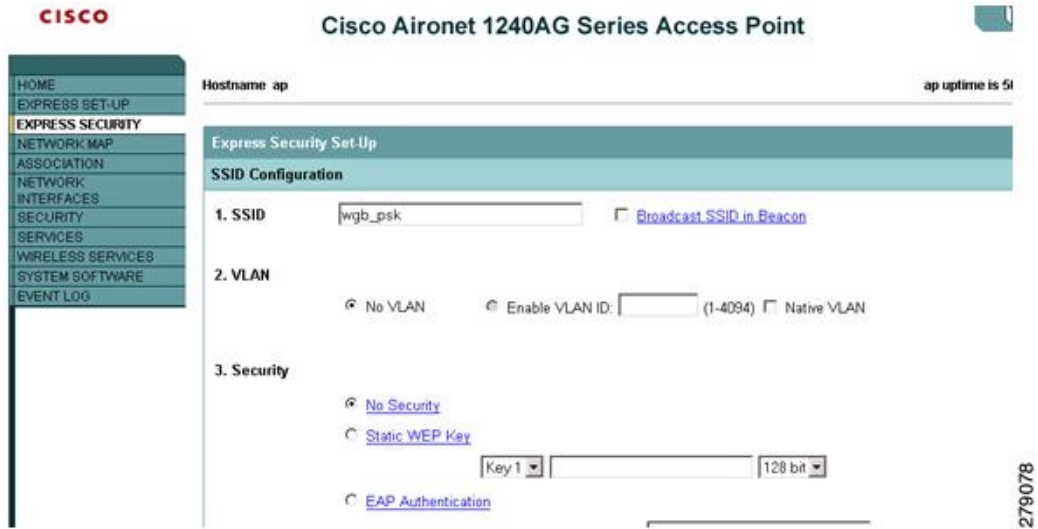 CISCO
Cisco Aironet 1240AG Series Access Point
HOME
EXPRESS SET-UP
EXPRESS SECURITY
NETWORK MAP
ASSOCIATION
NETWORK
INTERFACES
SECURITY
SERVICES
WIRELESS SERVICES
SYSTEM SOFTWARE
EVENT LOG
Hostname ap
ap uptime is
Express Security Set-Up
SSID Configuration
1. SSID wgb_psk Broadcast SSID in Beacon
2. VLAN
No VLAN Enable VLAN ID: (1-4094) Native VLAN
3. Security
No Security
Static WEP Key
Key 1 128 bit
EAP Authentication
279078